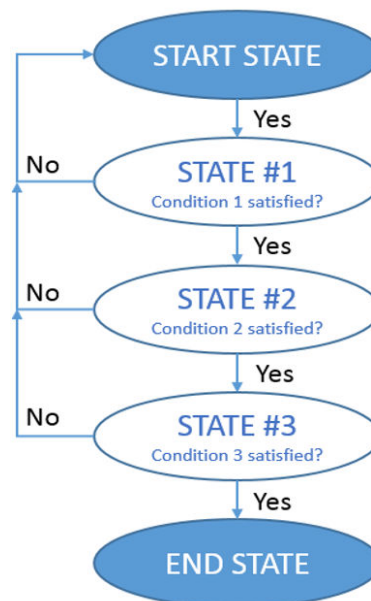 START STATE
Yes
No
STATE #1
Condition 1 satisfied?
Yes
No
STATE #2
Condition 2 satisfied?
Yes
No
STATE #3
Condition 3 satisfied?
Yes
END STATE